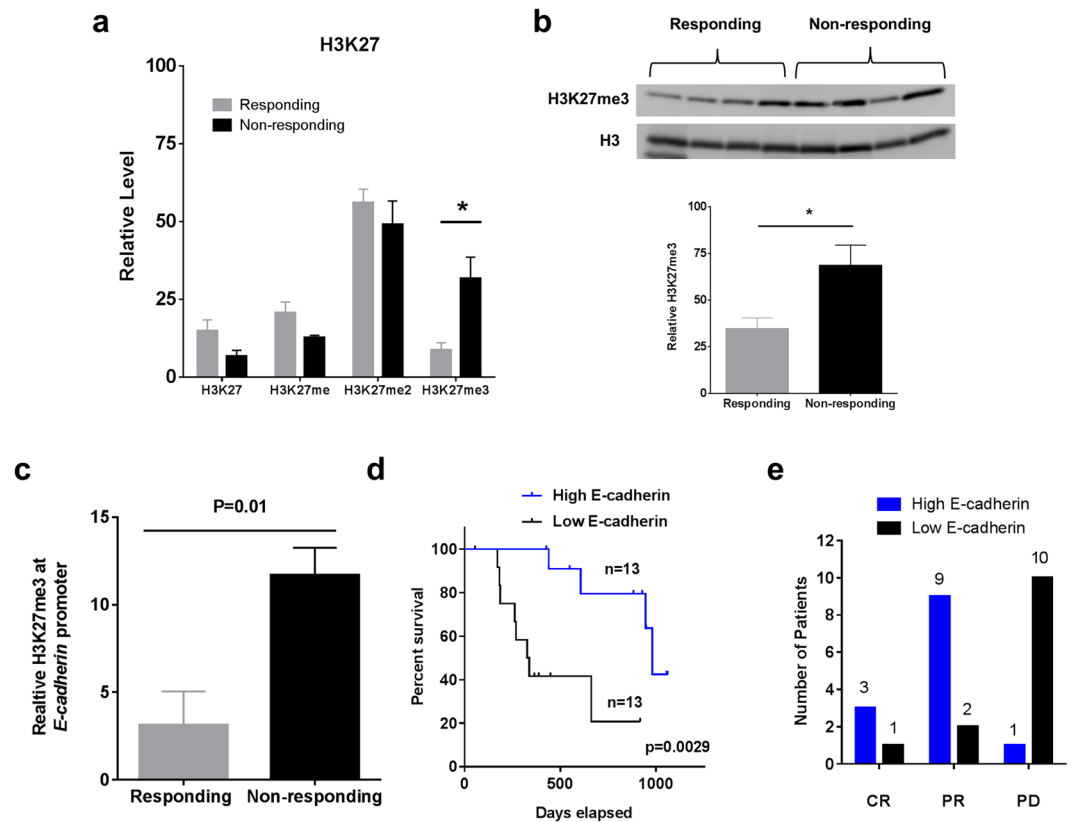 a
H3K27
100
75
50
25
0
Relative Level
Responding
Non-responding
*
H3K27
H3K27me
H3K27me2
H3K27me3
b
Responding
Non-responding
H3K27me3
H3
100
75
50
25
0
Relative H3K27me3
*
Responding
Non-responding
c
P=0.01
15
10
5
0
Realtive H3K27me3 at
E-cadherin promoter
Responding
Non-responding
d
High E-cadherin
Low E-cadherin
100
80
60
40
20
0
Percent survival
n=13
n=13
p=0.0029
0
500
1000
Days elapsed
e
High E-cadherin
Low E-cadherin
12
10
8
6
4
2
0
Number of Patients
3
1
9
2
1
10
CR
PR
PD